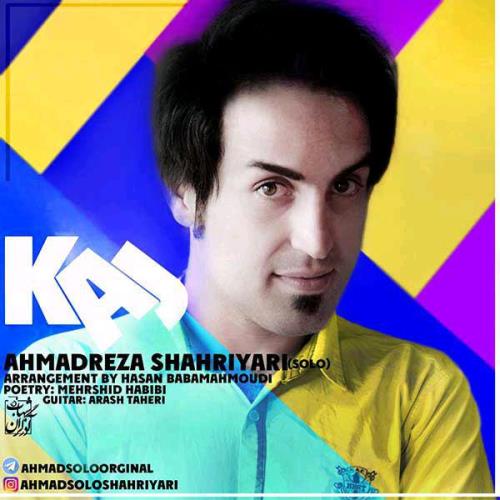 KAJ
AHMADREZA SHAHRIYARI(SOLO)
ARRANGEMENT BY HASAN BABAMAHMOUDI
POETRY: MEHRSHID HABIBI
GUITAR: ARASH TAHERI
AHMADSOLOORGINAL
AHMADSOLOSHAHRIYARI